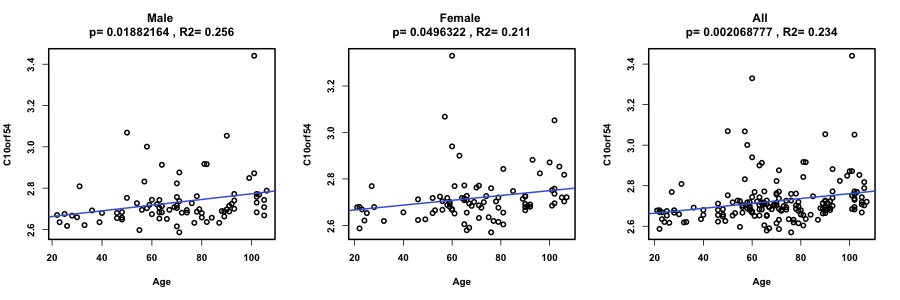 Male
p= 0.01882164 , R2= 0.256
C10orf54
3.4
3.2
3.0
2.8
2.6
20 40 60 80 100
Age
Female
p= 0.0496322 , R2= 0.211
C10orf54
3.2
3.0
2.8
2.6
20 40 60 80 100
Age
All
p= 0.002068777 , R2= 0.234
C10orf54
3.4
3.2
3.0
2.8
2.6
20 40 60 80 100
Age